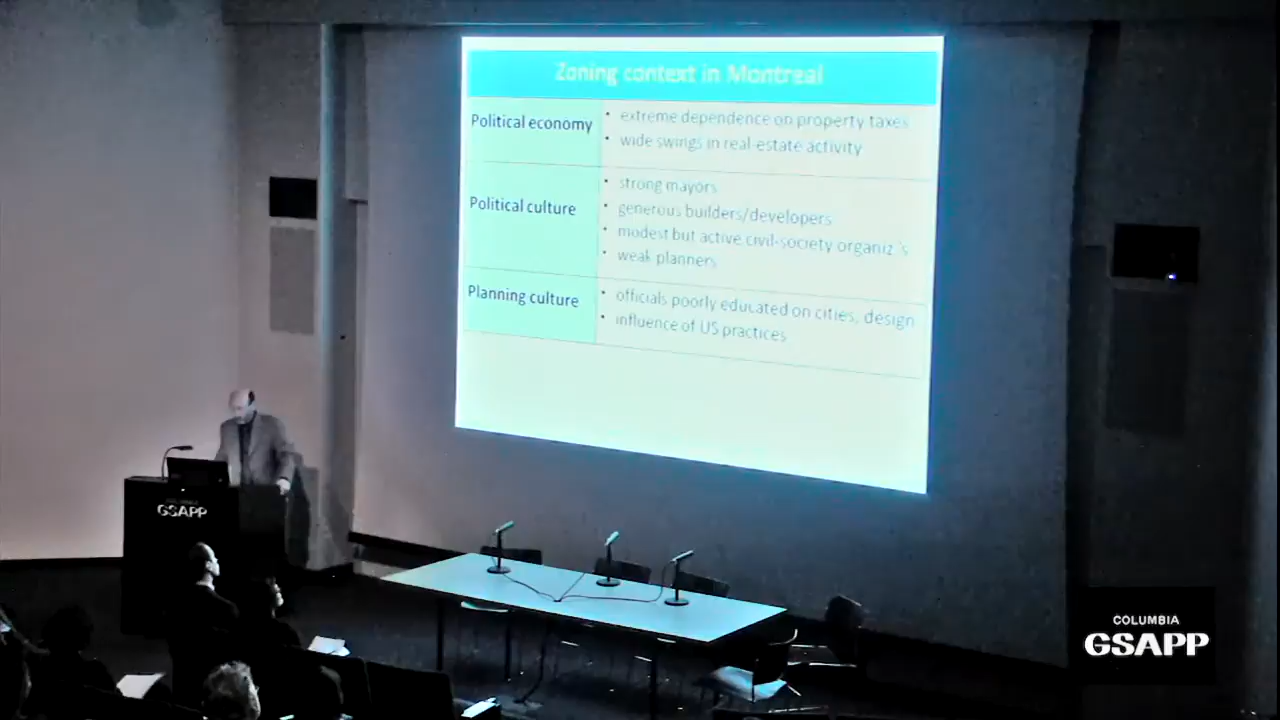 Zoning context in Montreal
Political economy
• extreme dependence on property taxes
• wide swings in real-estate activity
Political culture
• strong mayors
• generous builders/developers
• modest but active civil-society organiz.'s
• weak planners
Planning culture
• officials poorly educated on cities, design
• influence of US practices
GSAPP
COLUMBIA
GSAPP